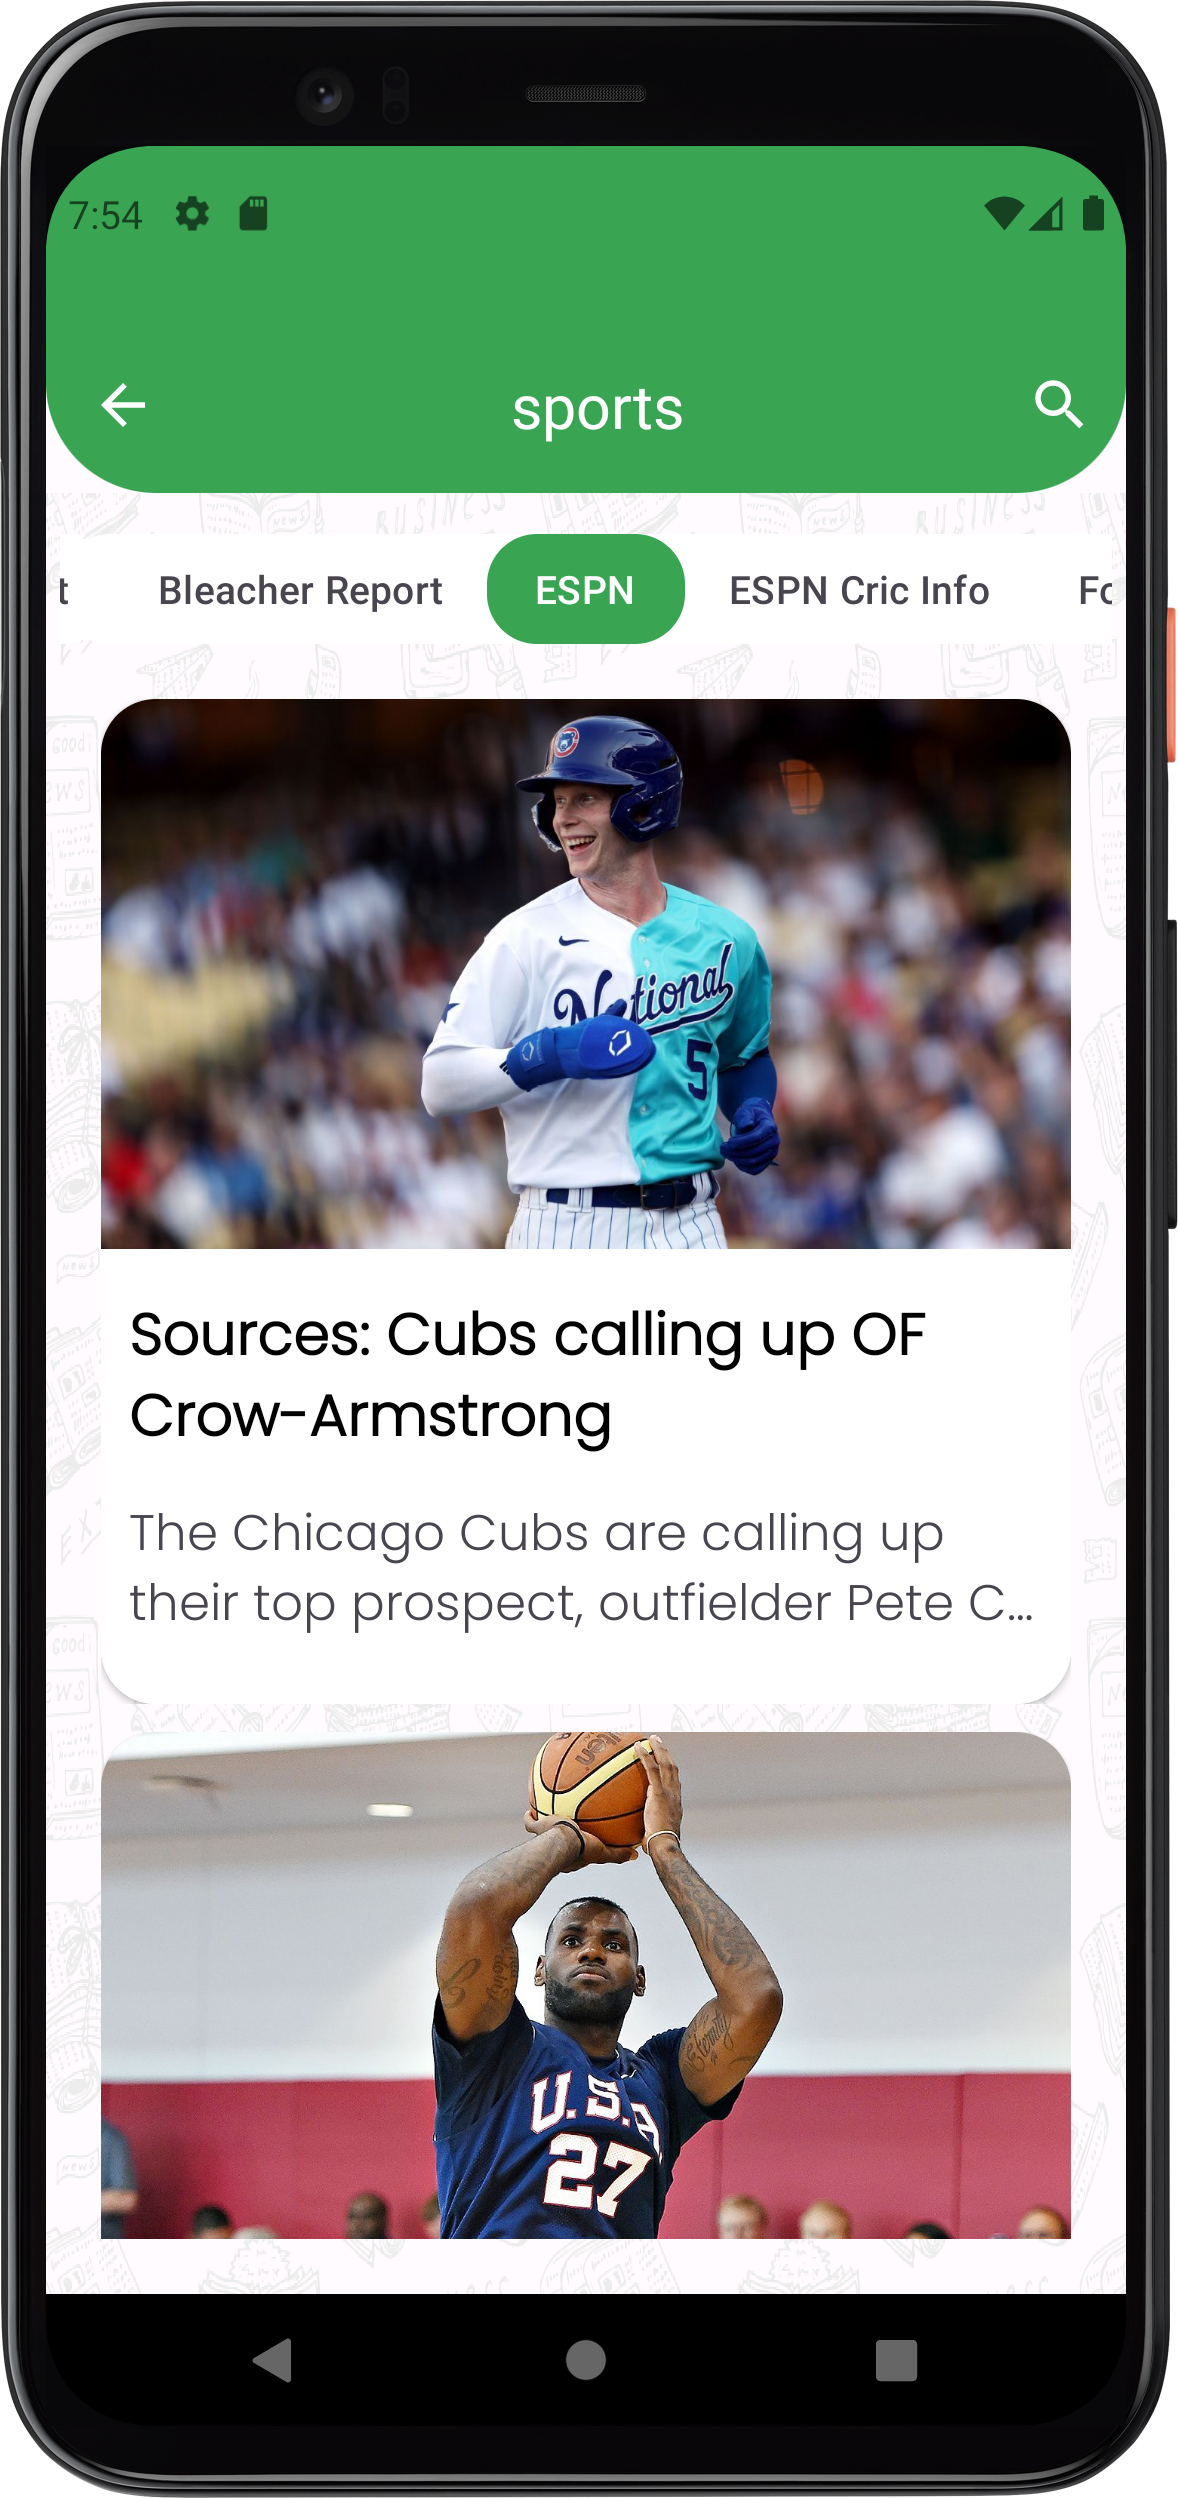 7:54
sports
t
Bleacher Report
ESPN
ESPN Cric Info
Fo
National
5
Sources: Cubs calling up OF
Crow-Armstrong
The Chicago Cubs are calling up
their top prospect, outfielder Pete C...
U.S.A
27